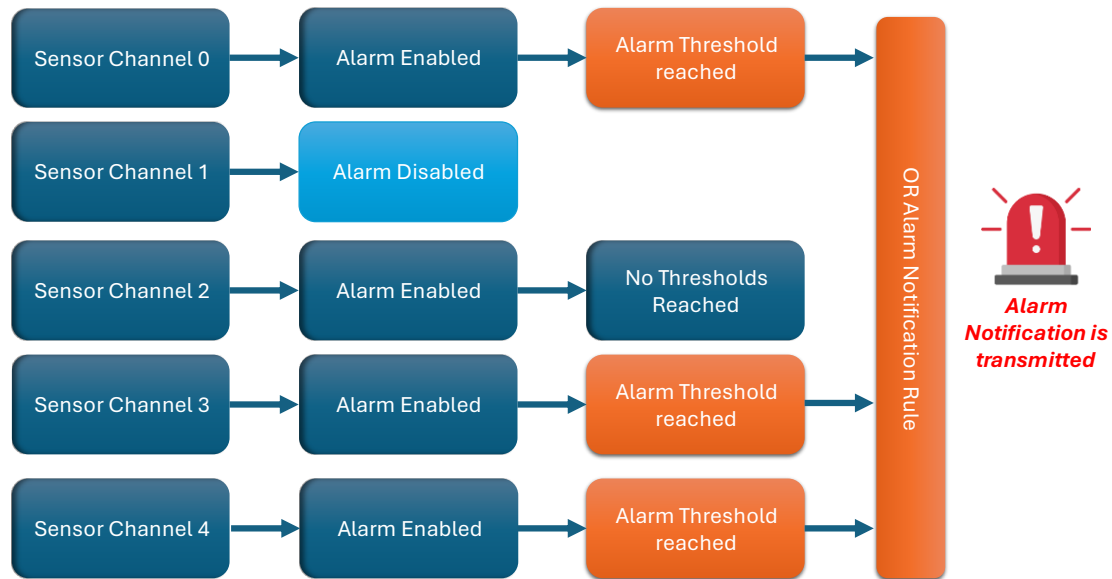 Sensor Channel 0
Alarm Enabled
Alarm Threshold
reached
Sensor Channel 1
Alarm Disabled
Sensor Channel 2
Alarm Enabled
No Thresholds
Reached
Sensor Channel 3
Alarm Enabled
Alarm Threshold
reached
Sensor Channel 4
Alarm Enabled
Alarm Threshold
reached
OR Alarm Notification Rule
Alarm
Notification is
transmitted